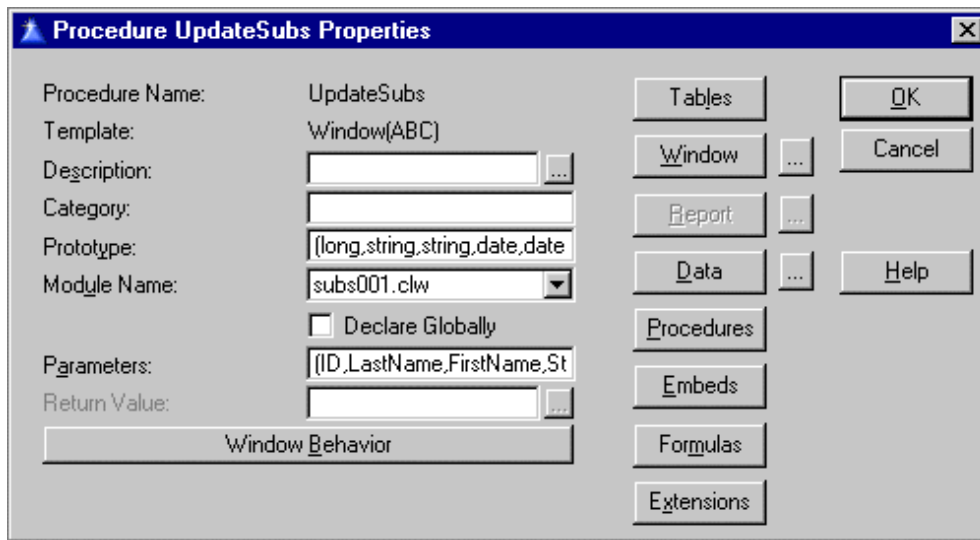 Procedure UpdateSubs Properties
Procedure Name: UpdateSubs
Template: Window(ABC)
Description: ...
Category:
Prototype: (long,string,string,date,date
Module Name: subs001.clw
Declare Globally
Parameters: (ID,LastName,FirstName,St
Return Value: ...
Window Behavior
Tables
Window ...
Report ...
Data ...
Procedures
Embeds
Formulas
Extensions
OK
Cancel
Help